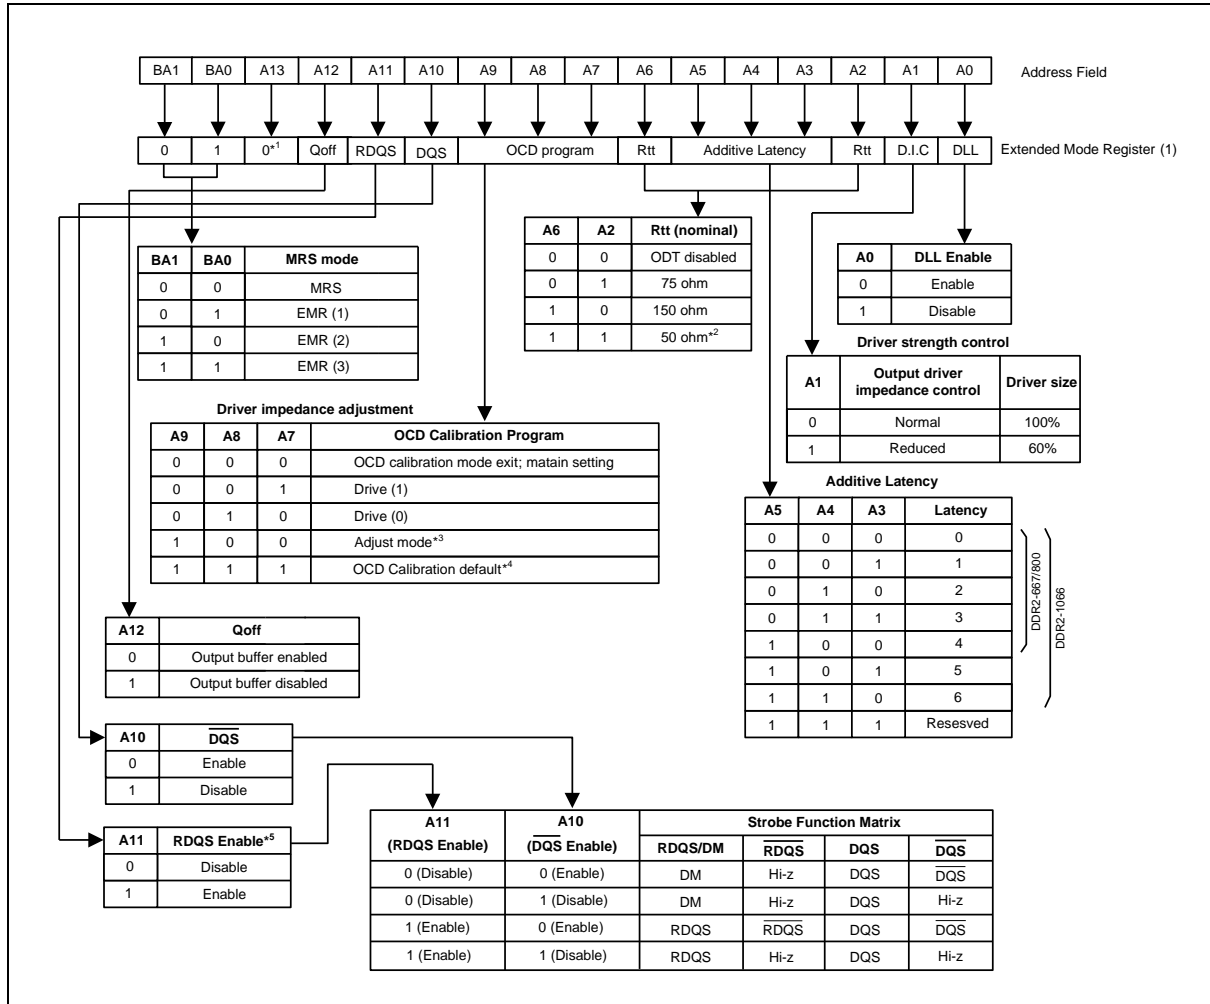 BA1 BA0 A13 A12 A11 A10 A9 A8 A7 A6 A5 A4 A3 A2 A1 A0 Address Field
0 1 0*1 Qoff RDQS DQS OCD program Rtt Additive Latency Rtt D.I.C DLL Extended Mode Register (1)
BA1 BA0 MRS mode
0 0 MRS
0 1 EMR (1)
1 0 EMR (2)
1 1 EMR (3)
A6 A2 Rtt (nominal)
0 0 ODT disabled
0 1 75 ohm
1 0 150 ohm
1 1 50 ohm*2
A0 DLL Enable
0 Enable
1 Disable
Driver strength control
A1 Output driver impedance control Driver size
0 Normal 100%
1 Reduced 60%
Driver impedance adjustment
A9 A8 A7 OCD Calibration Program
0 0 0 OCD calibration mode exit; matain setting
0 0 1 Drive (1)
0 1 0 Drive (0)
1 0 0 Adjust mode*3
1 1 1 OCD Calibration default*4
Additive Latency
A5 A4 A3 Latency
0 0 0 0
0 0 1 1
0 1 0 2
0 1 1 3
1 0 0 4
1 0 1 5
1 1 0 6
1 1 1 Resesved
DDR2-667/800
DDR2-1066
A12 Qoff
0 Output buffer enabled
1 Output buffer disabled
A10 D̅Q̅S̅
0 Enable
1 Disable
A11 RDQS Enable*5
0 Disable
1 Enable
A11 (RDQS Enable) A10 (D̅Q̅S̅ Enable) Strobe Function Matrix
RDQS/DM R̅D̅Q̅S̅ DQS D̅Q̅S̅
0 (Disable) 0 (Enable) DM Hi-z DQS D̅Q̅S̅
0 (Disable) 1 (Disable) DM Hi-z DQS Hi-z
1 (Enable) 0 (Enable) RDQS R̅D̅Q̅S̅ DQS D̅Q̅S̅
1 (Enable) 1 (Disable) RDQS Hi-z DQS Hi-z